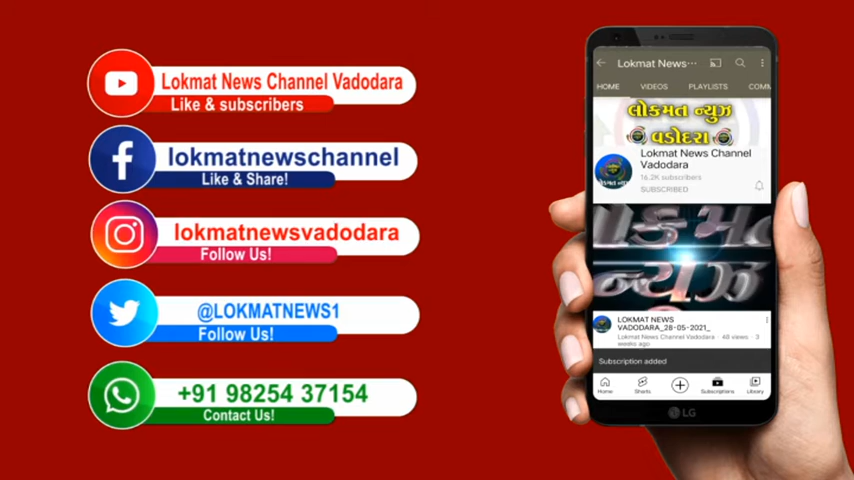 Lokmat News Channel Vadodara
Like & subscribers
lokmatnewschannel
Like & Share!
lokmatnewsvadodara
Follow Us!
@LOKMATNEWS1
Follow Us!
+91 98254 37154
Contact Us!
Lokmat News···
HOME VIDEOS PLAYLISTS COMM
લોકમત ન્યુઝ
વડોદરા
Lokmat News Channel
Vadodara
16.2K subscribers
SUBSCRIBED
લોકમત
ન્યુઝ
LOKMAT NEWS
VADODARA_28-05-2021_
Lokmat News Channel Vadodara · 46 views · 3
weeks ago
Subscription added
Home Shorts Subscriptions Library
LG